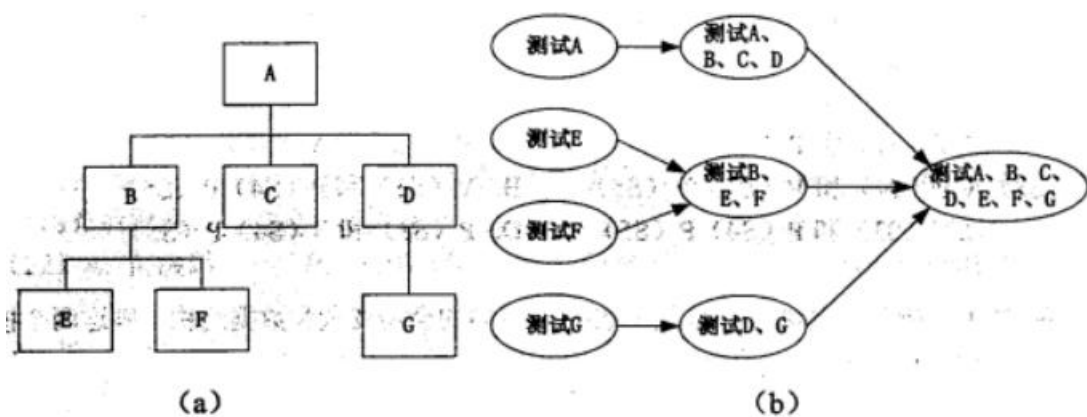 A
B
C
D
E
F
G
(a)
测试A
测试A、
B、C、D
测试E
测试F
测试B、
E、F
测试G
测试D、G
测试A、B、C、
D、E、F、G
(b)